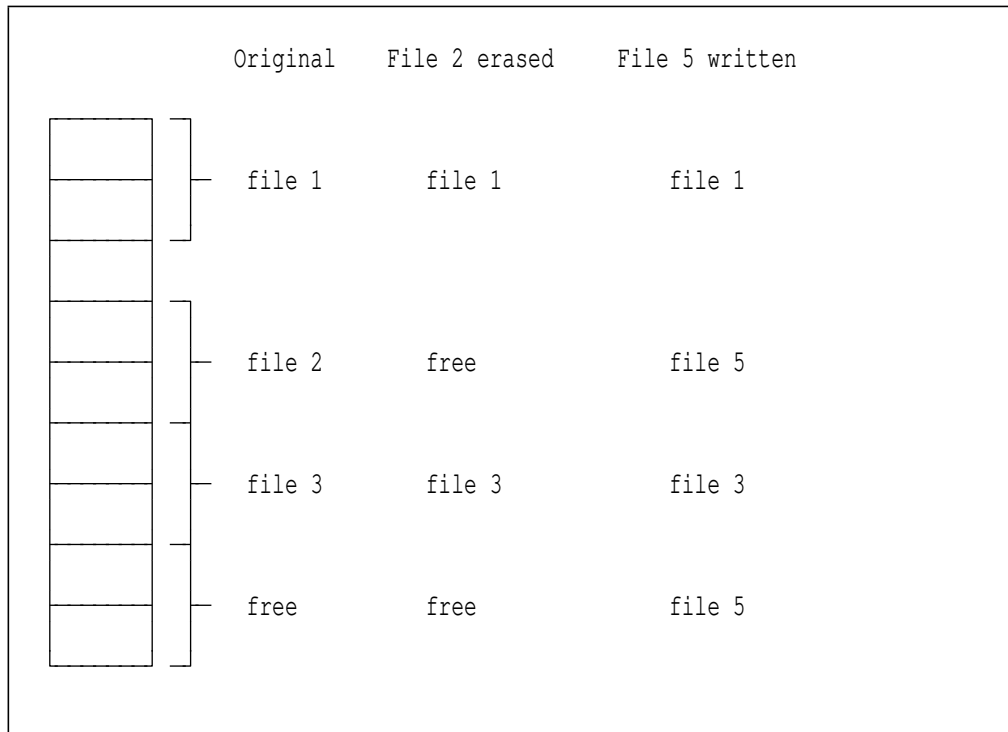 Original File 2 erased File 5 written
file 1 file 1 file 1
file 2 free file 5
file 3 file 3 file 3
free free file 5